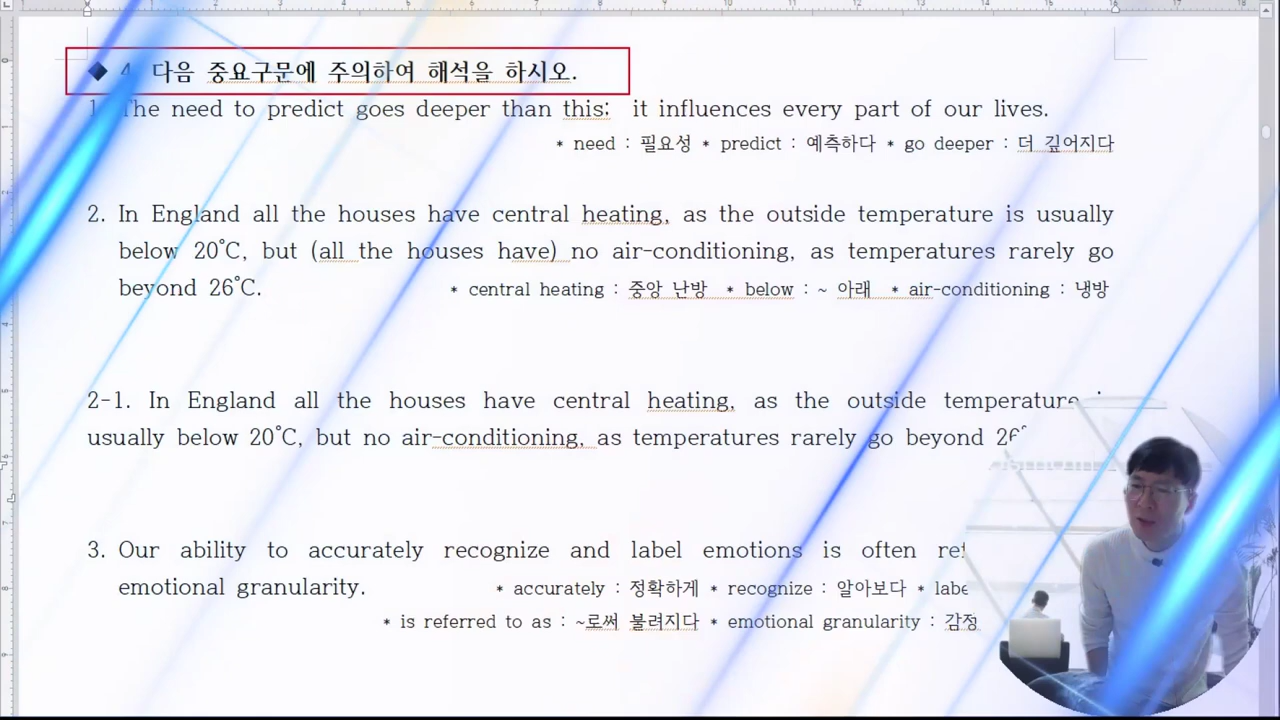 ◆ 4. 다음 중요구문에 주의하여 해석을 하시오.
1. The need to predict goes deeper than this: it influences every part of our lives.
* need : 필요성 * predict : 예측하다 * go deeper : 더 깊어지다
2. In England all the houses have central heating, as the outside temperature is usually
below 20°C, but (all the houses have) no air-conditioning, as temperatures rarely go
beyond 26°C.
* central heating : 중앙 난방 * below : ~ 아래 * air-conditioning : 냉방
2-1. In England all the houses have central heating, as the outside temperature
usually below 20°C, but no air-conditioning, as temperatures rarely go beyond 26°
3. Our ability to accurately recognize and label emotions is often
emotional granularity.
* accurately : 정확하게 * recognize : 알아보다 *
* is referred to as : ~로써 불려지다 * emotional granularity : 감정